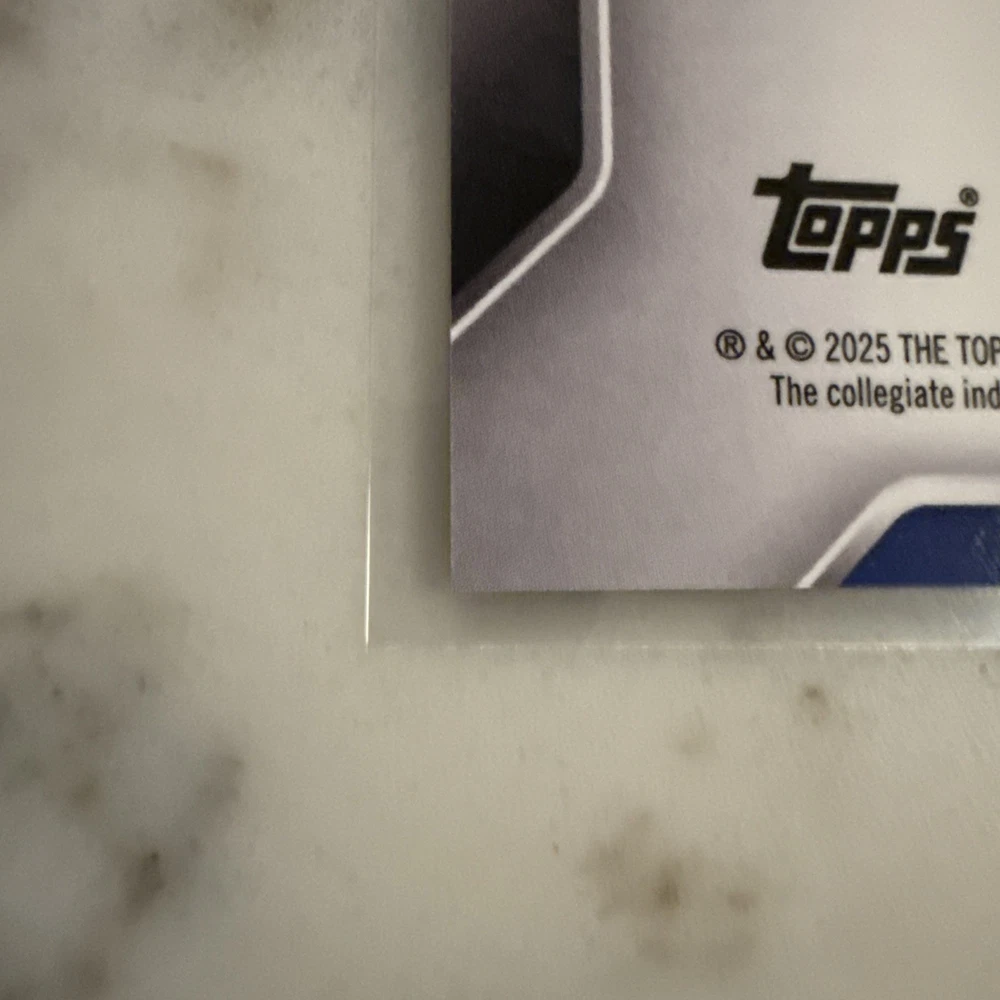 Topps®
® & © 2025 THE TOP
The collegiate ind